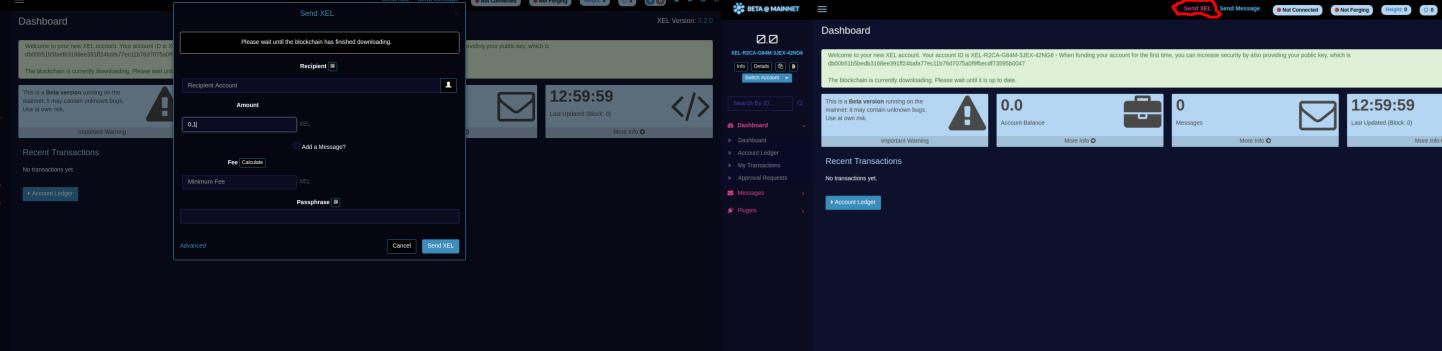 Send XEL
XEL Version: 3.2.0
Dashboard
Welcome to your new XEL account. Your account ID is
The blockchain is currently downloading. Please wait
providing your public key, which is
Please wait until the blockchain has finished downloading.
Recipient
Recipient Account
Amount
0,1
XEL
Add a Message?
Fee Calculate
Minimum Fee
XEL
Passphrase
Advanced
Cancel
Send XEL
This is a Beta version running on the
mainnet: it may contain unknown bugs.
Use at own risk.
Important Warning
12:59:59
Last Updated (Block: 0)
More Info
Recent Transactions
No transactions yet.
Account Ledger
BETA @ MAINNET
Send XEL
Send Message
Not Connected
Not Forging
Height: 0
0
XEL-R2CA-G84M-3JEX-42NG6
Info
Details
Switch Account
Search By ID...
Dashboard
Dashboard
Account Ledger
My Transactions
Approval Requests
Messages
Plugins
Dashboard
Welcome to your new XEL account. Your account ID is XEL-R2CA-G84M-3JEX-42NG6 - When funding your account for the first time, you can increase security by also providing your public key, which is
The blockchain is currently downloading. Please wait until it is up to date.
This is a Beta version running on the
mainnet: it may contain unknown bugs.
Use at own risk.
Important Warning
0.0
Account Balance
More Info
0
Messages
More Info
12:59:59
Last Updated (Block: 0)
More Info
Recent Transactions
No transactions yet.
Account Ledger